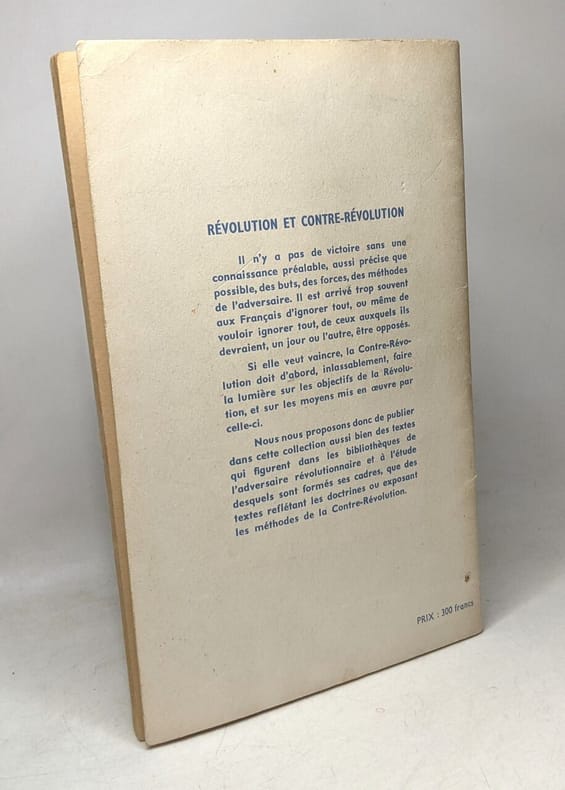 RÉVOLUTION ET CONTRE-RÉVOLUTION
Il n'y a pas de victoire sans une
connaissance préalable, aussi précise que
possible, des buts, des forces, des méthodes
de l'adversaire. Il est arrivé trop souvent
aux Français d'ignorer tout, ou même de
vouloir ignorer tout, de ceux auxquels ils
devraient, un jour ou l'autre, être opposés.
Si elle veut vaincre, la Contre-Révo-
lution doit d'abord, inlassablement, faire
la lumière sur les objectifs de la Révolu-
tion, et sur les moyens mis en œuvre par
celle-ci.
Nous nous proposons donc de publier
dans cette collection aussi bien des textes
qui figurent dans les bibliothèques de
l'adversaire révolutionnaire et à l'étude
desquels sont formés ses cadres, que des
textes reflétant les doctrines ou exposant
les méthodes de la Contre-Révolution.
PRIX : 300 francs